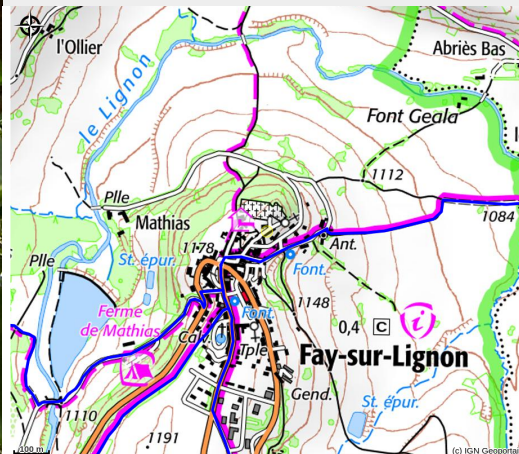 l'Ollier
Abriès Bas
le Lignon
Font Geala
1112
Plle
1084
Mathias
1178
Ant.
Plle
St. épur.
Font.
1148
Ferme
de Mathias
Font.
0,4 C
i
Calv.
Tple
Fay-sur-Lignon
Gend.
1110
St. épur.
1191
100 m
(c) IGN Geoportail